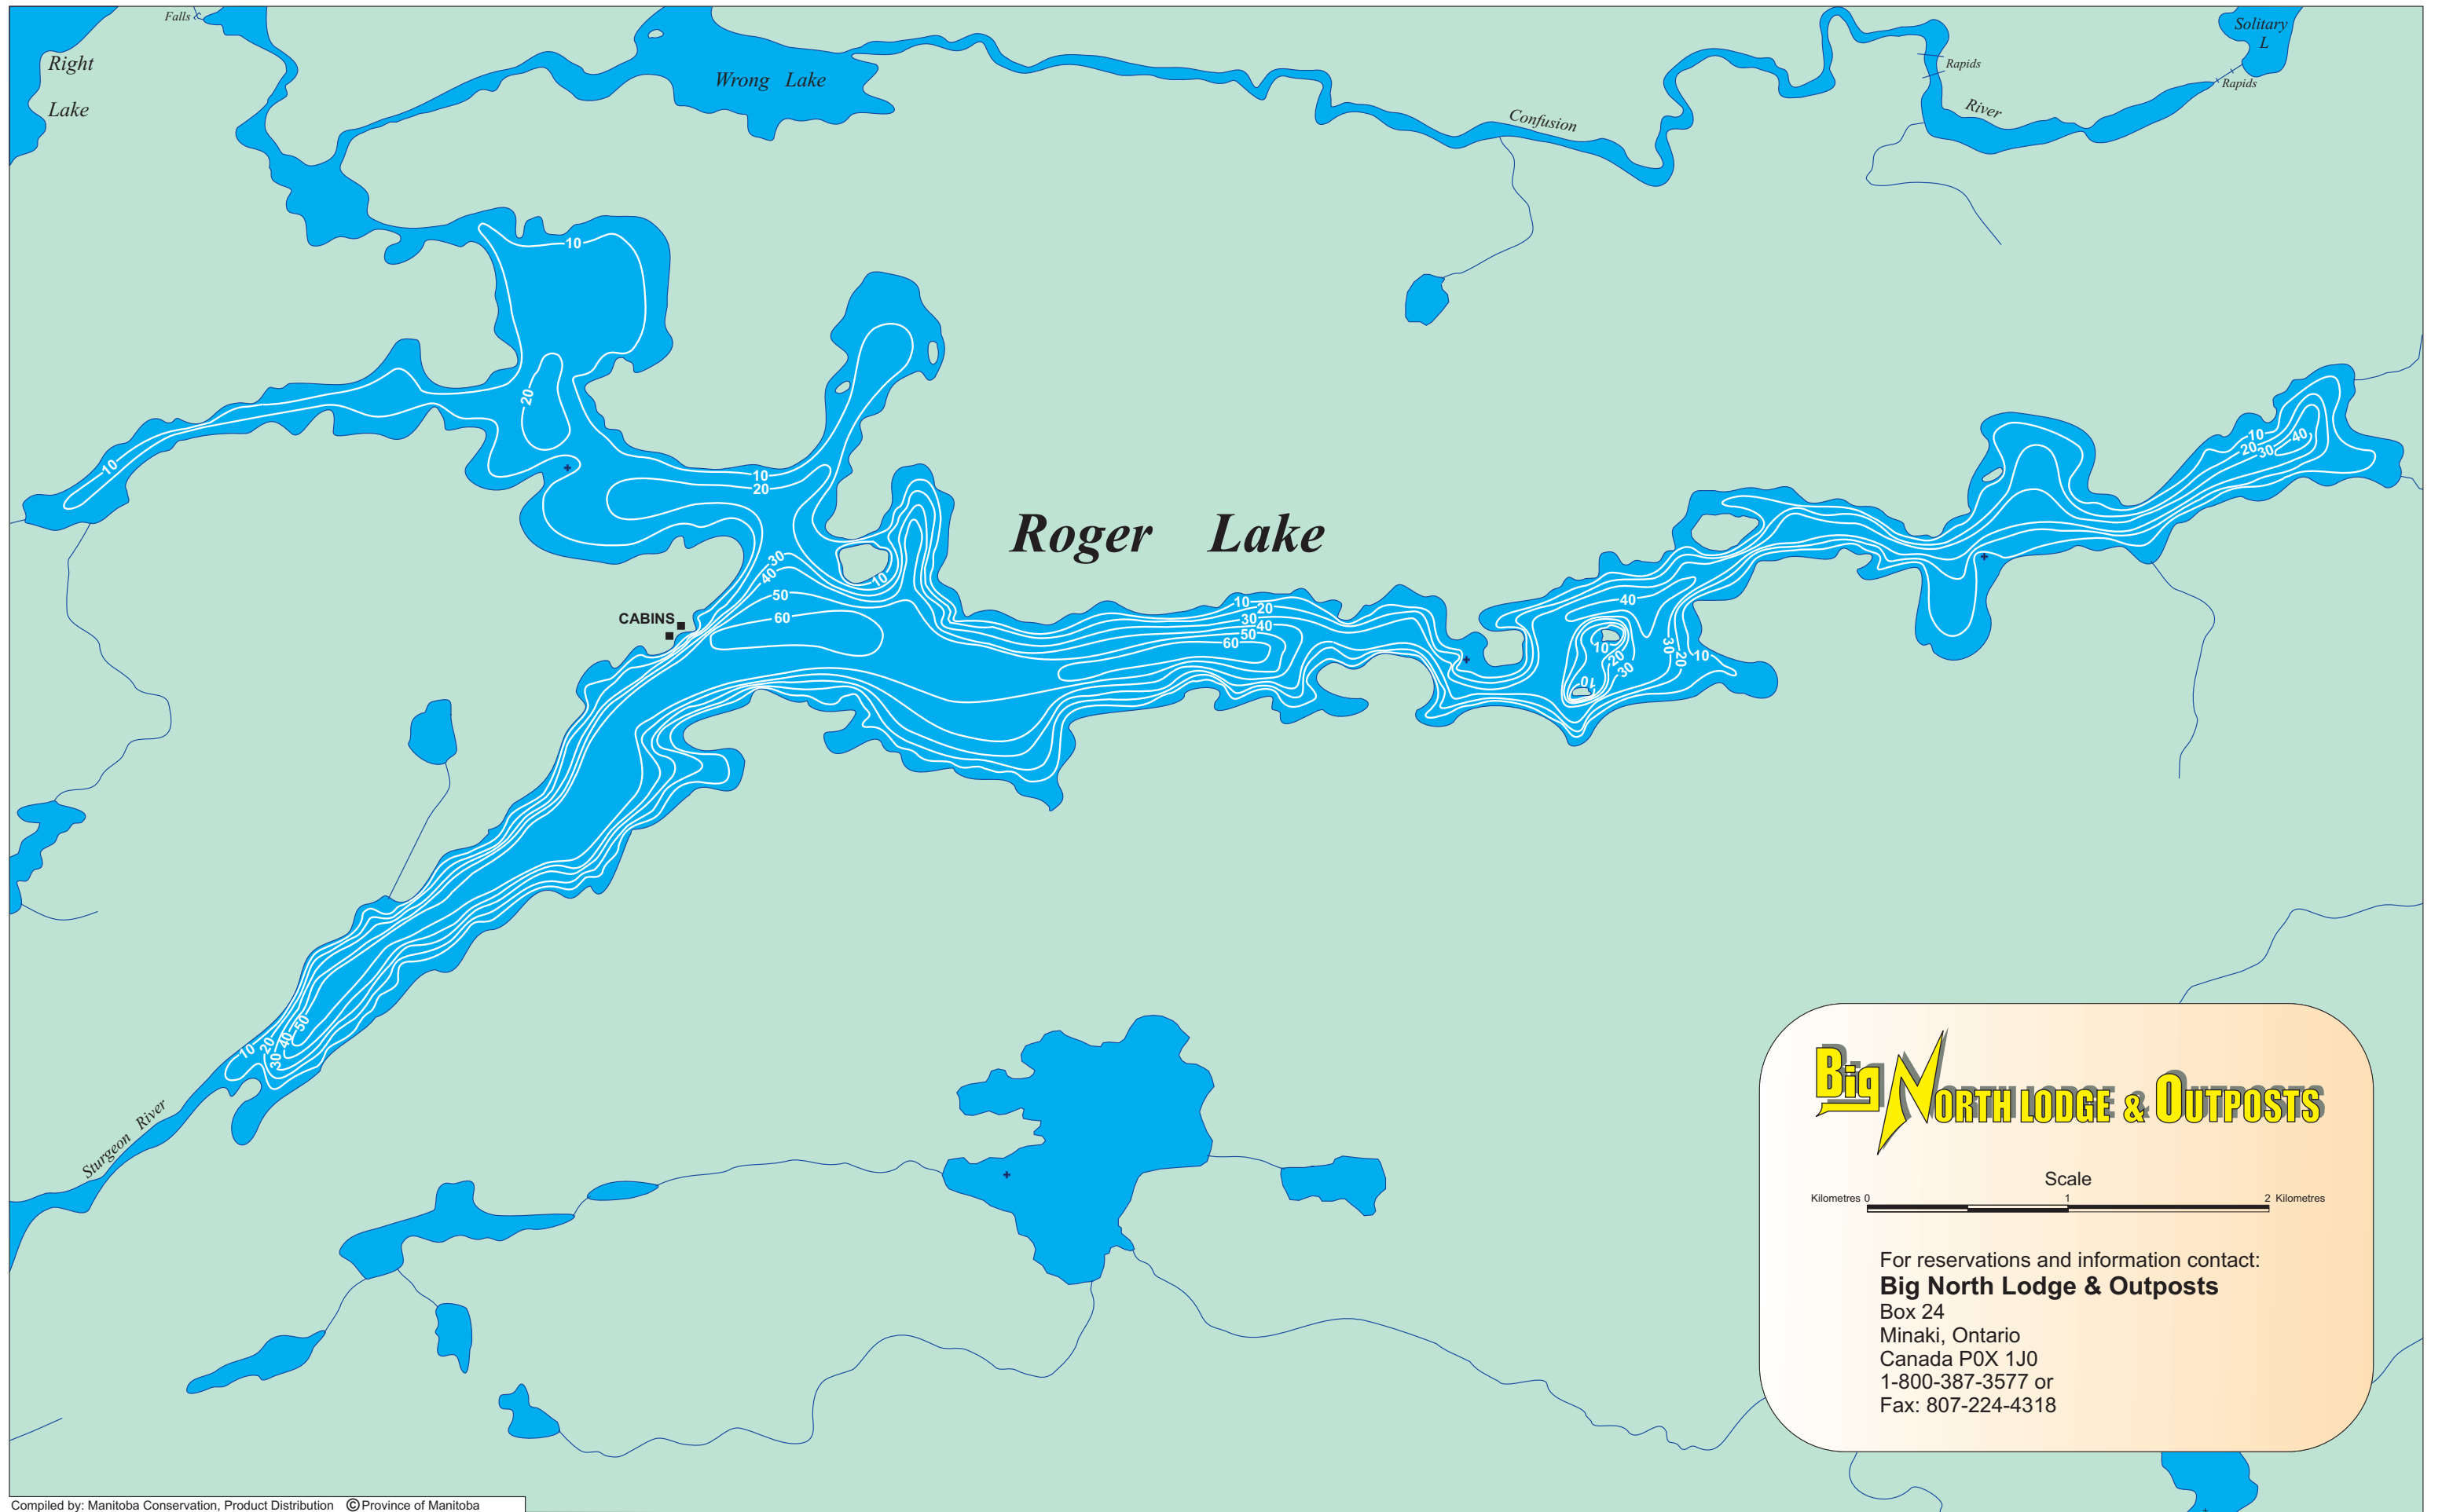 Falls
Right
Lake
Wrong Lake
Confusion
River
Rapids
Solitary
L
Rapids
10
20
10
10
20
30
40
50
60
10
CABINS
Roger Lake
10
20
30
40
50
60
40
10
20
30
10
30
20
10
10
20
30
40
10
20
30
40
50
Sturgeon River
Big North Lodge & Outposts
Scale
Kilometres 0 1 2 Kilometres
For reservations and information contact:
Big North Lodge & Outposts
Box 24
Minaki, Ontario
Canada P0X 1J0
1-800-387-3577 or
Fax: 807-224-4318
Compiled by: Manitoba Conservation, Product Distribution © Province of Manitoba